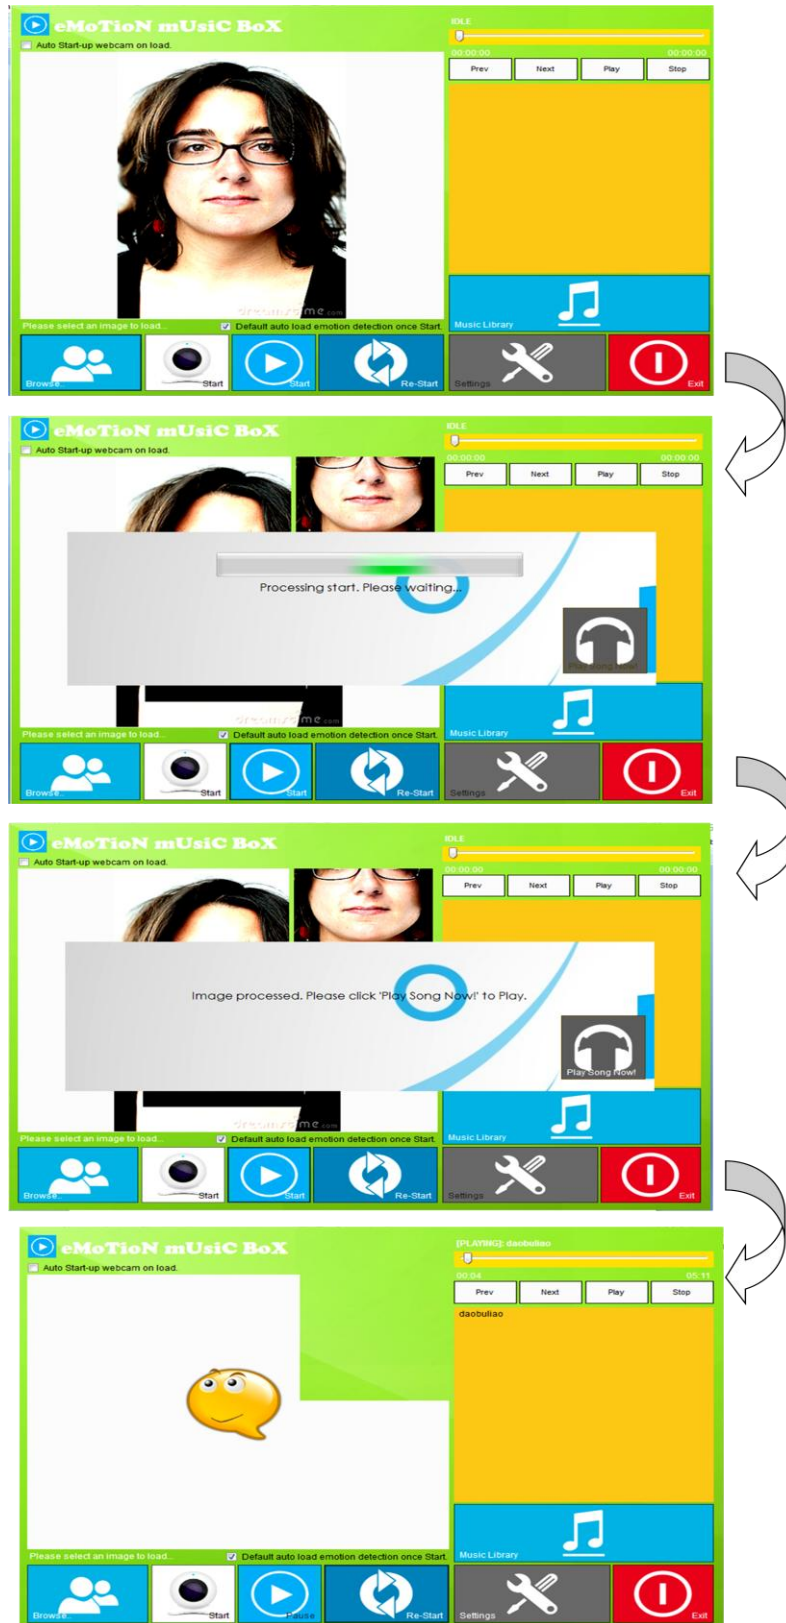 eMoTioN mUsiC BoX
IDLE
Auto Start-up webcam on load.
00:00:00 00:00:00
Prev Next Play Stop
dreamstime.com
Music Library
Please select an image to load... Default auto load emotion detection once Start.
Browse.. Start Start Re-Start Settings Exit
eMoTioN mUsiC BoX
IDLE
Auto Start-up webcam on load.
00:00:00 00:00:00
Prev Next Play Stop
Processing start. Please waiting...
Play Song Now!
dreamstime.com
Music Library
Please select an image to load... Default auto load emotion detection once Start.
Browse.. Start Start Re-Start Settings Exit
eMoTioN mUsiC BoX
IDLE
Auto Start-up webcam on load.
00:00:00 00:00:00
Prev Next Play Stop
Image processed. Please click 'Play Song Now!' to Play.
Play Song Now!
dreamstime.com
Music Library
Please select an image to load... Default auto load emotion detection once Start.
Browse.. Start Start Re-Start Settings Exit
eMoTioN mUsiC BoX
[PLAYING]: daobuliao
Auto Start-up webcam on load.
00:04 05:11
Prev Next Play Stop
daobuliao
Music Library
Please select an image to load... Default auto load emotion detection once Start.
Browse.. Start Pause Re-Start Settings Exit